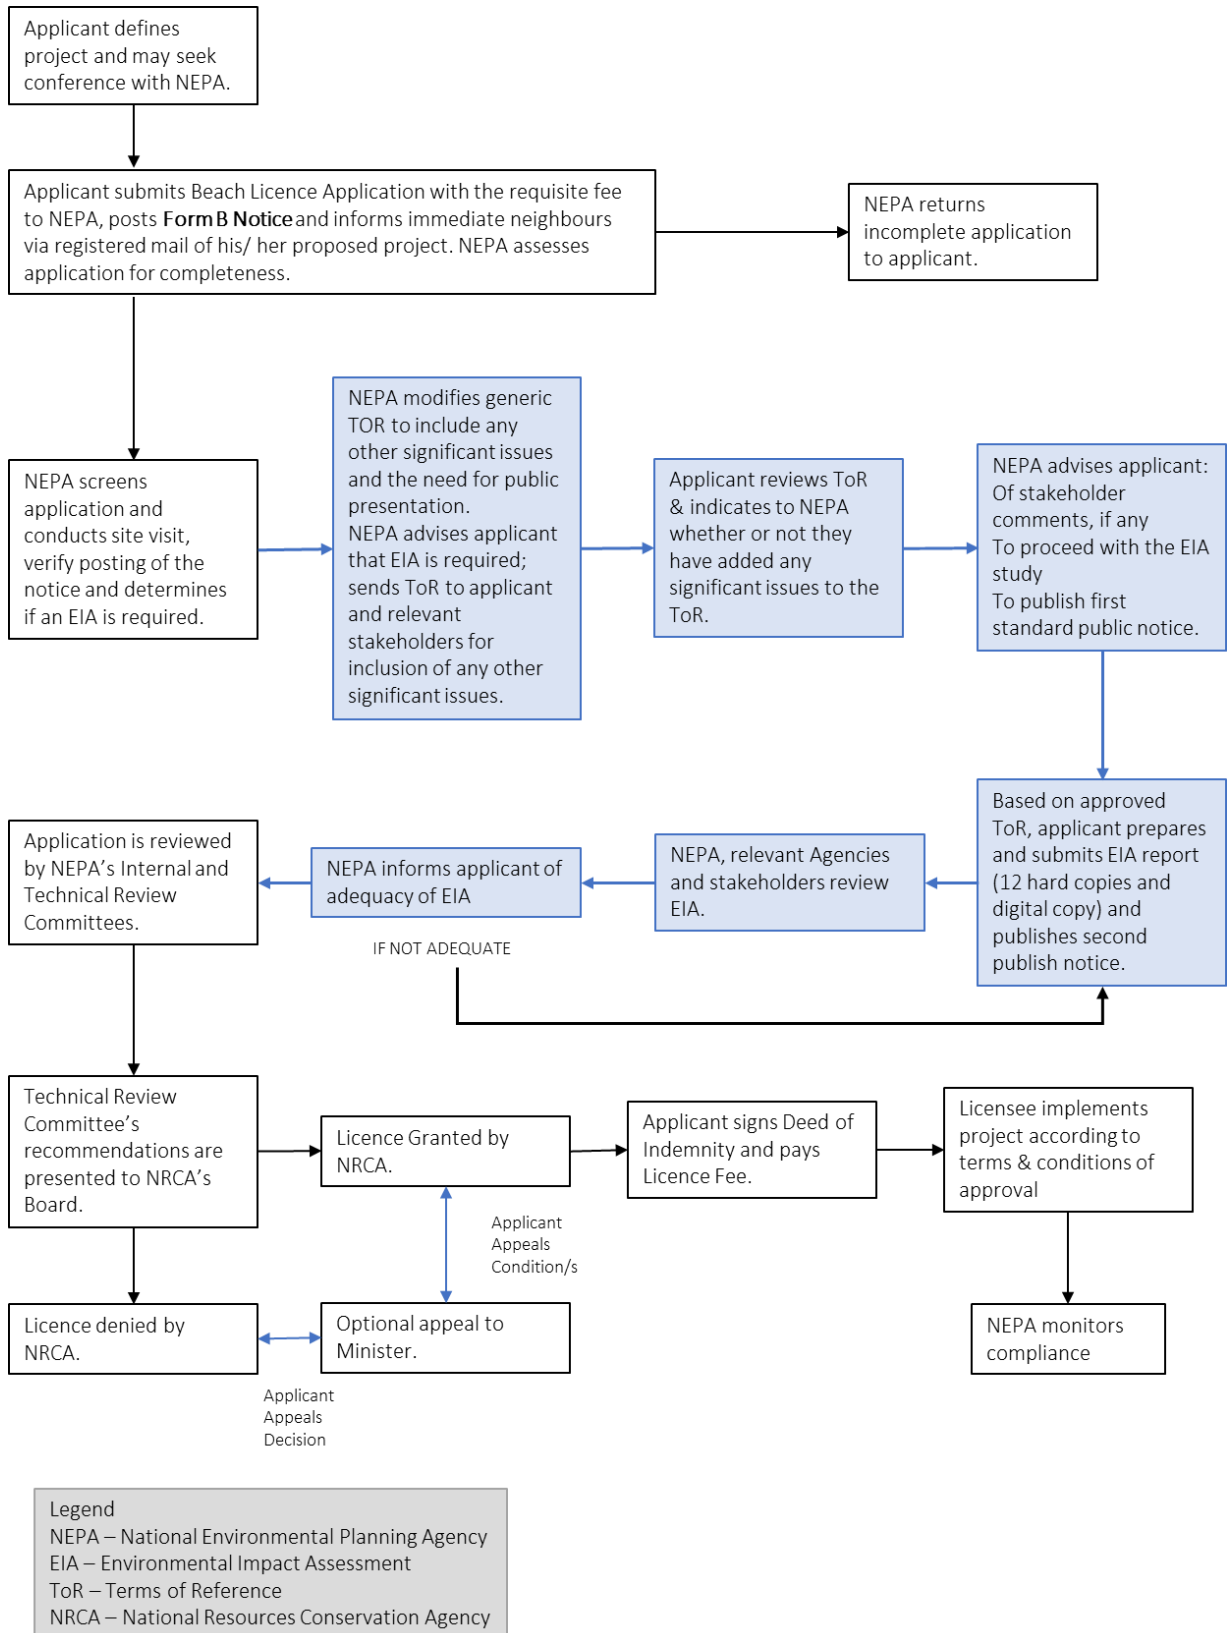 Applicant defines
project and may seek
conference with NEPA.
Applicant submits Beach Licence Application with the requisite fee
to NEPA, posts Form B Notice and informs immediate neighbours
via registered mail of his/ her proposed project. NEPA assesses
application for completeness.
NEPA returns
incomplete application
to applicant.
NEPA screens
application and
conducts site visit,
verify posting of the
notice and determines
if an EIA is required.
NEPA modifies generic
TOR to include any
other significant issues
and the need for public
presentation.
NEPA advises applicant
that EIA is required;
sends ToR to applicant
and relevant
stakeholders for
inclusion of any other
significant issues.
Applicant reviews ToR
& indicates to NEPA
whether or not they
have added any
significant issues to the
ToR.
NEPA advises applicant:
Of stakeholder
comments, if any
To proceed with the EIA
study
To publish first
standard public notice.
Based on approved
ToR, applicant prepares
and submits EIA report
(12 hard copies and
digital copy) and
publishes second
publish notice.
NEPA, relevant Agencies
and stakeholders review
EIA.
NEPA informs applicant of
adequacy of EIA
IF NOT ADEQUATE
Application is reviewed
by NEPA's Internal and
Technical Review
Committees.
Technical Review
Committee's
recommendations are
presented to NRCA's
Board.
Licence Granted by
NRCA.
Applicant signs Deed of
Indemnity and pays
Licence Fee.
Licensee implements
project according to
terms & conditions of
approval
Applicant
Appeals
Condition/s
Licence denied by
NRCA.
Optional appeal to
Minister.
NEPA monitors
compliance
Applicant
Appeals
Decision
Legend
NEPA – National Environmental Planning Agency
EIA – Environmental Impact Assessment
ToR – Terms of Reference
NRCA – National Resources Conservation Agency